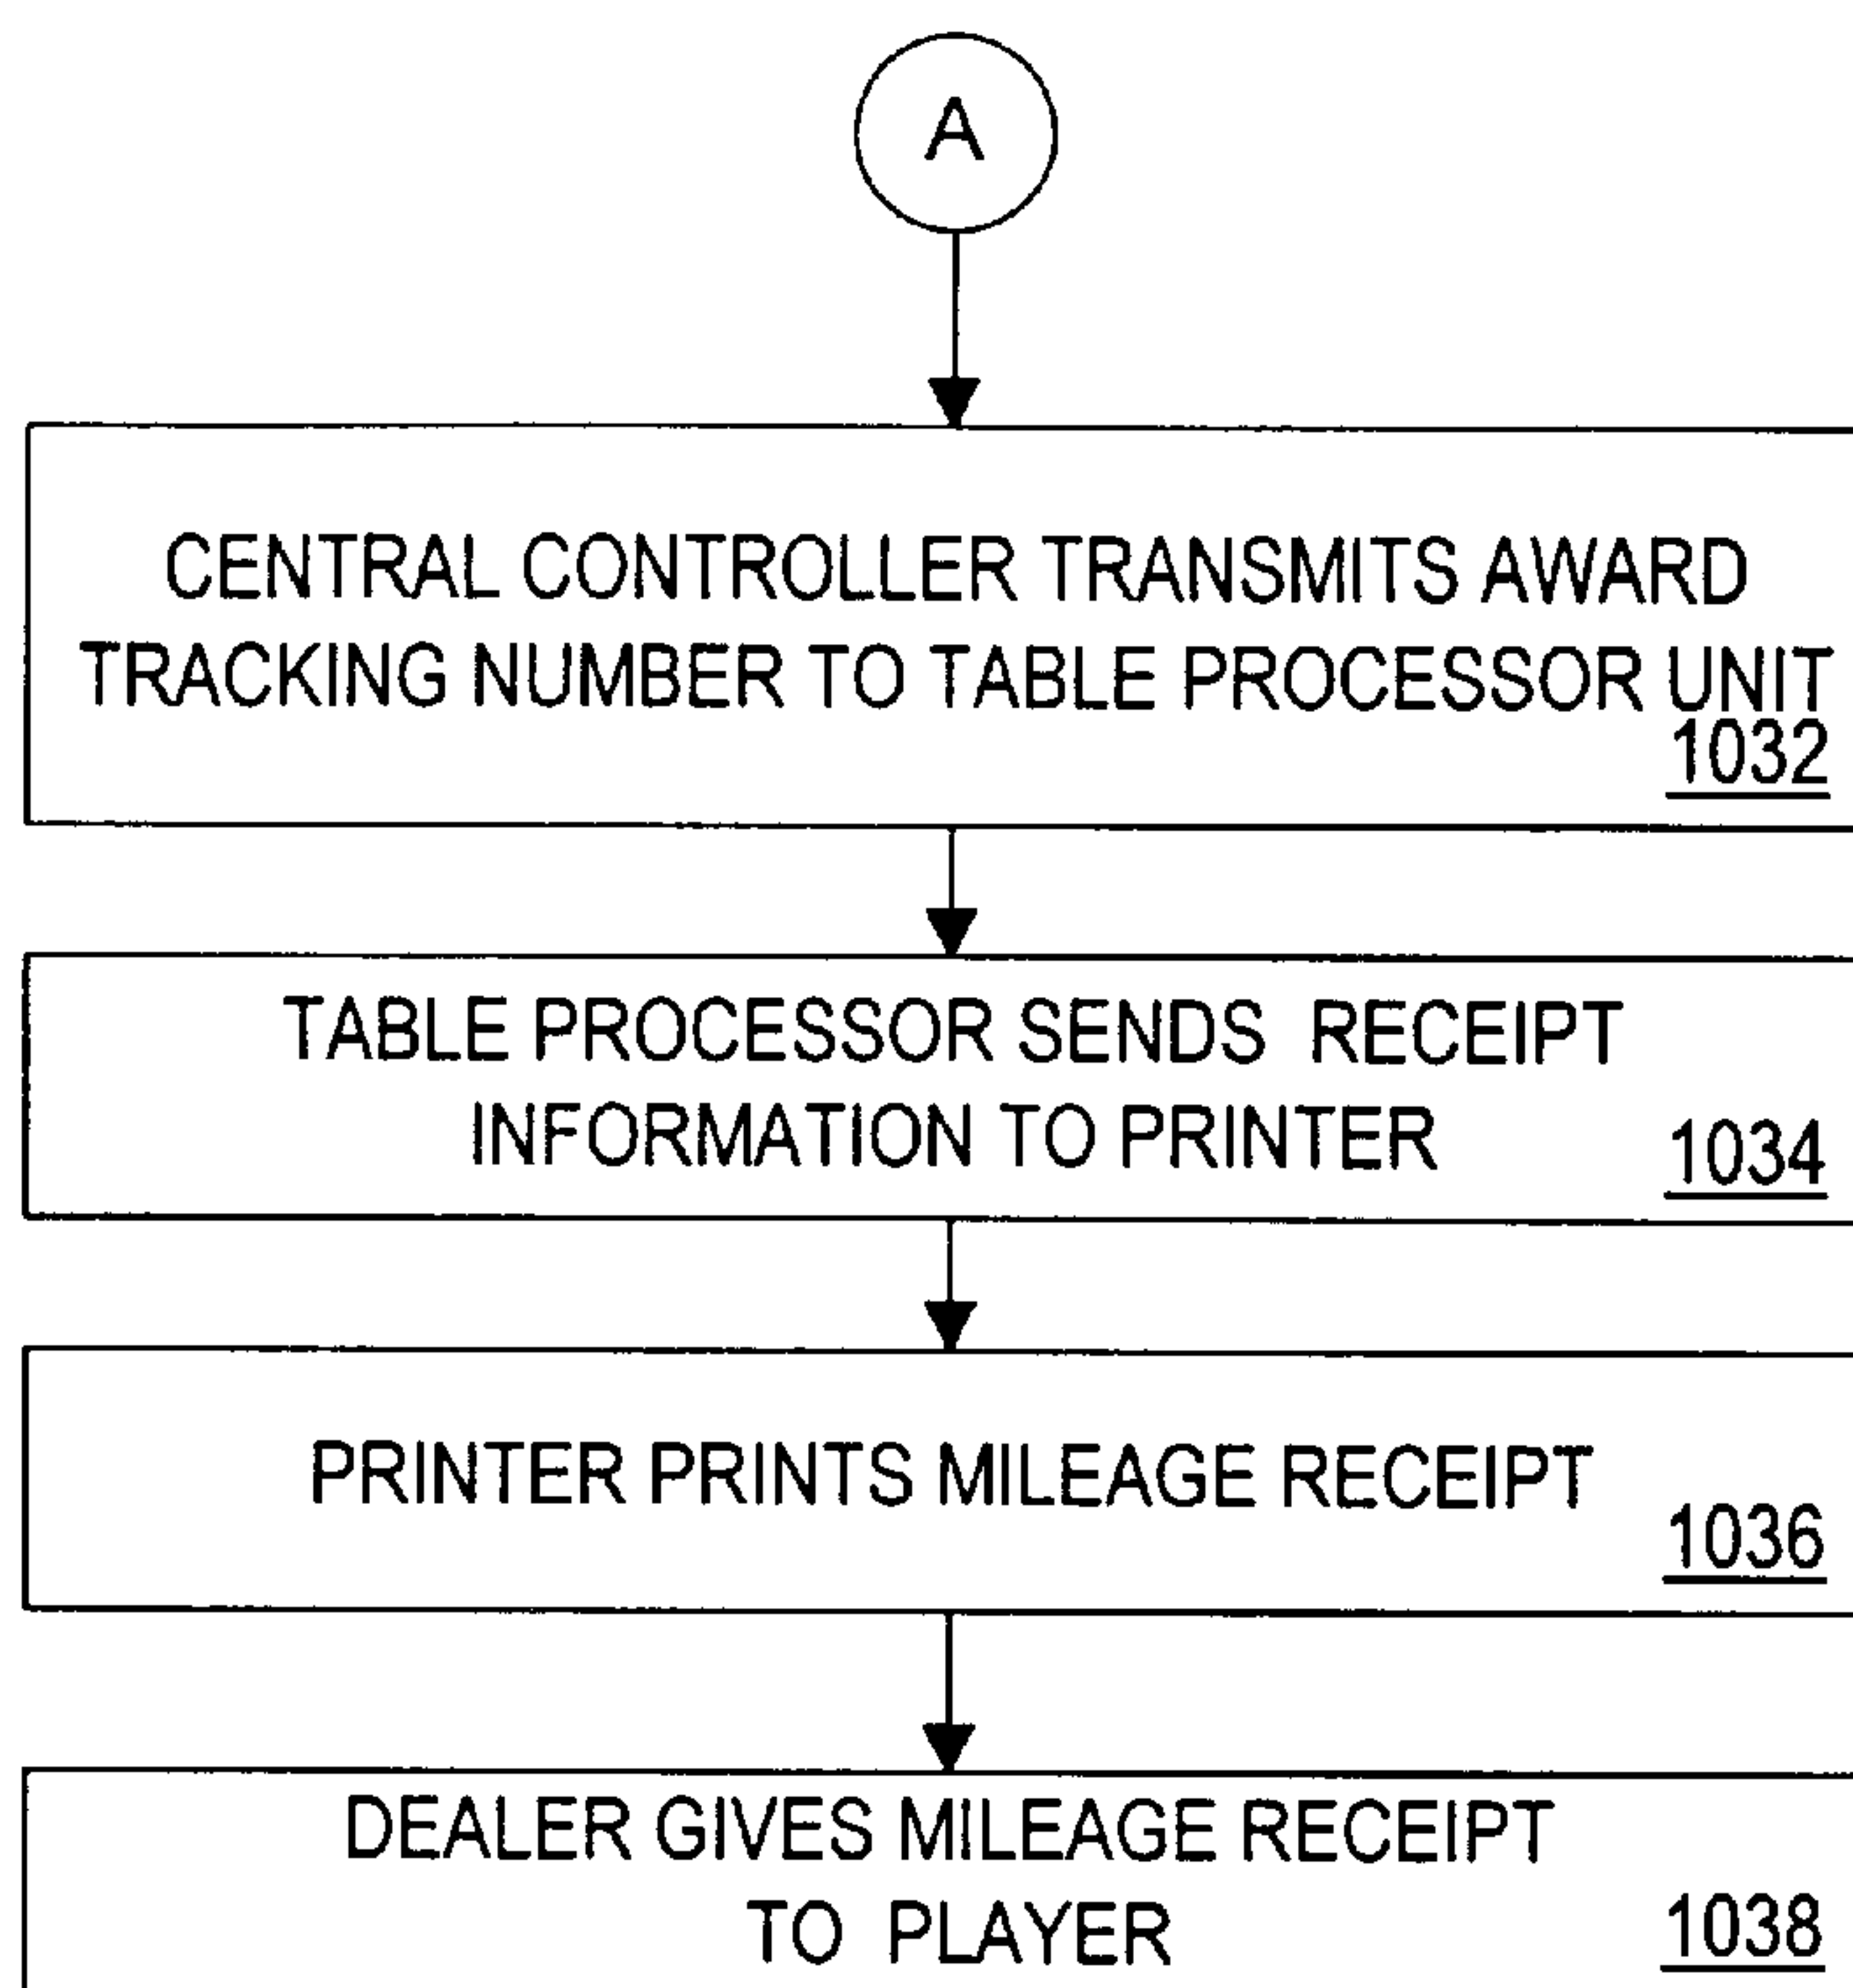 A
CENTRAL CONTROLLER TRANSMITS AWARD
TRACKING NUMBER TO TABLE PROCESSOR UNIT
1032
TABLE PROCESSOR SENDS RECEIPT
INFORMATION TO PRINTER
1034
PRINTER PRINTS MILEAGE RECEIPT
1036
DEALER GIVES MILEAGE RECEIPT
TO PLAYER
1038